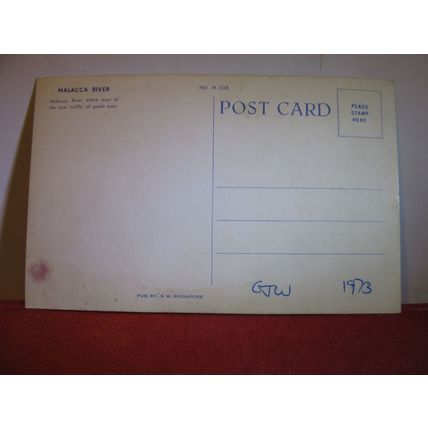 MALACCA RIVER
Malacca River, where most of
the river traffic of goods pass.
NO. M 238
POST CARD
PLACE
STAMP
HERE
PUB BY:- S. W. SINGAPORE
GJW 1973